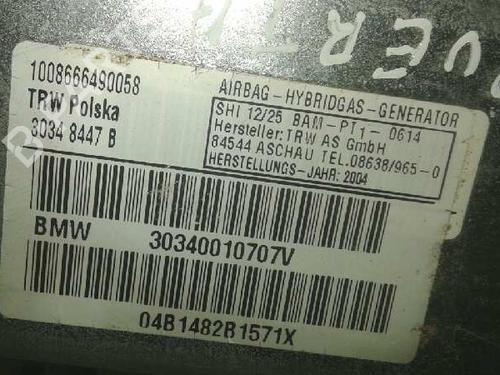 VERTA
1008666490058
TRW Polska
3034 8447 B
AIRBAG-HYBRIDGAS-GENERATOR
SHI 12/25 BAM-PT1-0614
Hersteller: TRW AS GmbH
84544 ASCHAU TEL.08638/965-0
HERSTELLUNGS-JAHR: 2004
BMW 30340010707V
04B1482B1571X